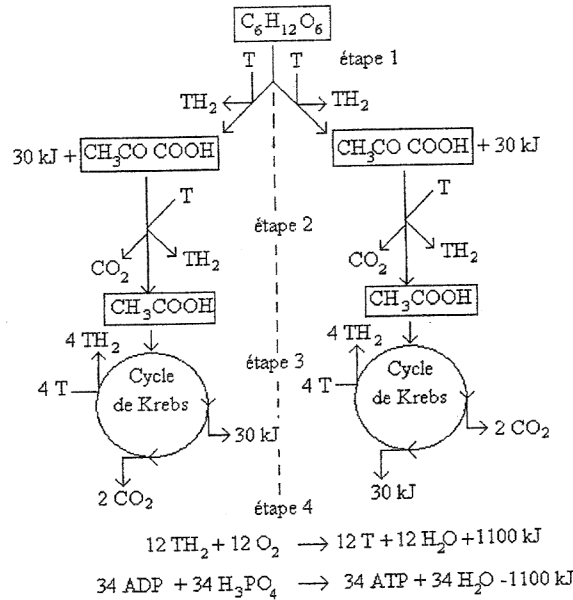 C6H12O6
T T étape 1
TH2 TH2
30 kJ + CH3CO COOH CH3CO COOH + 30 kJ
T T
étape 2
CO2 TH2 CO2 TH2
CH3COOH CH3COOH
4 TH2 4 TH2
étape 3
4 T Cycle de Krebs 4 T Cycle de Krebs
30 kJ 2 CO2
2 CO2 30 kJ
étape 4
12 TH2 + 12 O2 → 12 T + 12 H2O + 1100 kJ
34 ADP + 34 H3PO4 → 34 ATP + 34 H2O - 1100 kJ